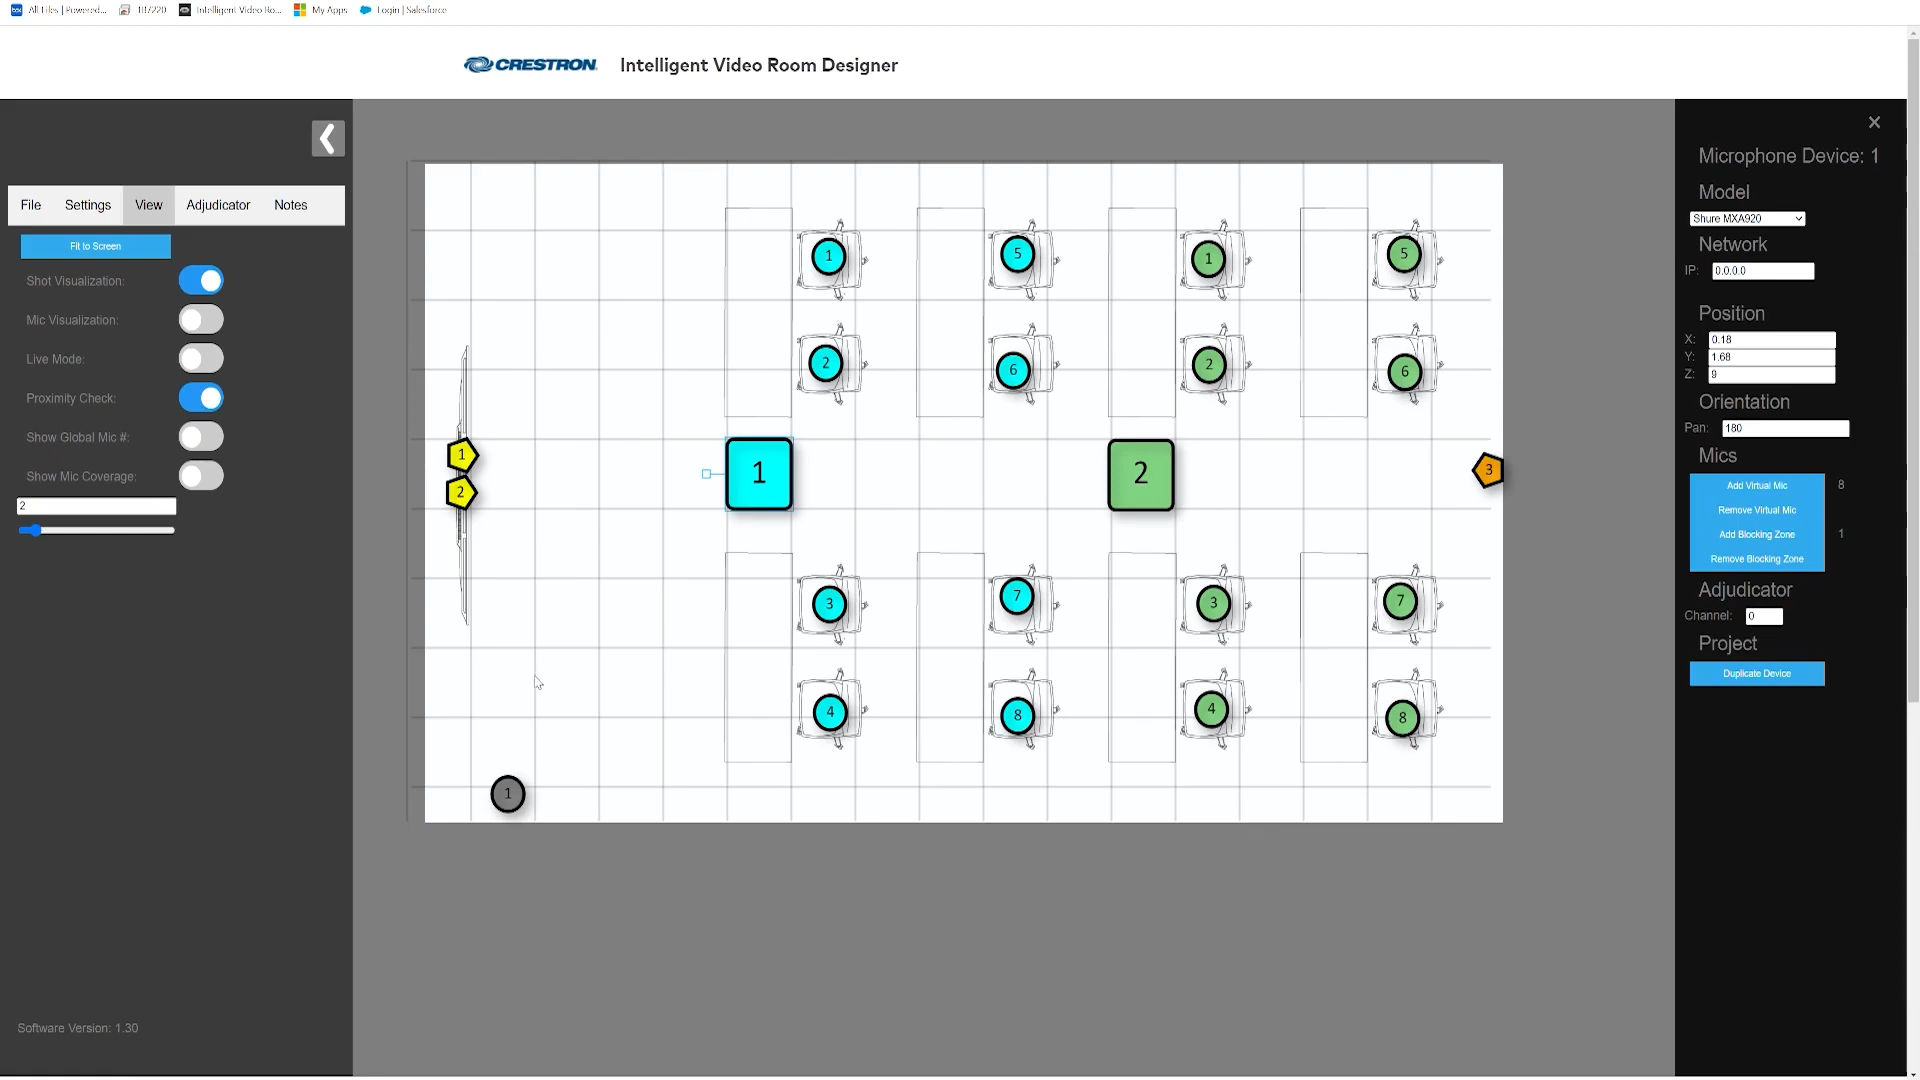 box All Files | Powered...
187220
Intelligent Video Ro...
My Apps
Login | Salesforce
CRESTRON
Intelligent Video Room Designer
File
Settings
View
Adjudicator
Notes
Fit to Screen
Shot Visualization:
Mic Visualization:
Live Mode:
Proximity Check:
Show Global Mic #:
Show Mic Coverage:
2
Software Version: 1.30
1
5
1
5
2
6
2
6
1
2
1
2
3
3
7
3
7
4
8
4
8
1
Microphone Device: 1
Model
Shure MXA920
Network
IP: 0.0.0.0
Position
X: 0.18
Y: 1.68
Z: 9
Orientation
Pan: 180
Mics
Add Virtual Mic 8
Remove Virtual Mic
Add Blocking Zone 1
Remove Blocking Zone
Adjudicator
Channel: 0
Project
Duplicate Device